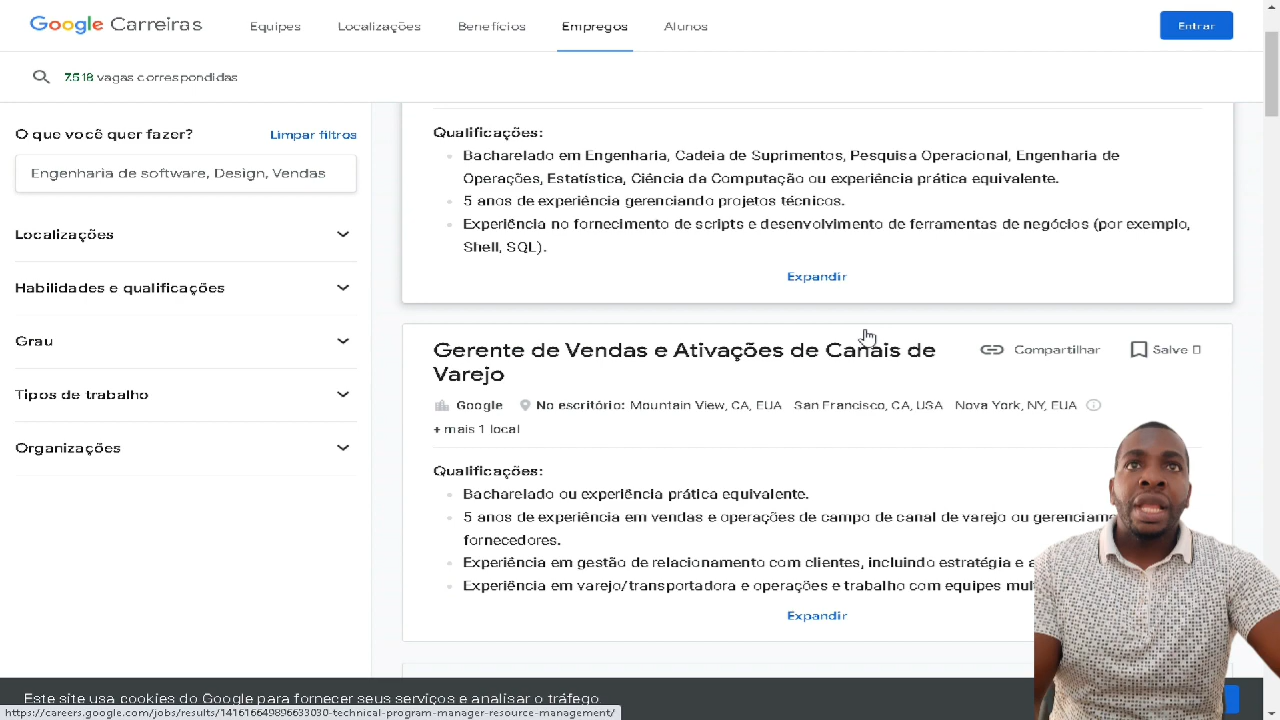 Google Carreiras
Equipes
Localizações
Benefícios
Empregos
Alunos
Entrar
7.518 vagas correspondidas
O que você quer fazer?
Limpar filtros
Engenharia de software, Design, Vendas
Localizações
Habilidades e qualificações
Grau
Tipos de trabalho
Organizações
Qualificações:
Bacharelado em Engenharia, Cadeia de Suprimentos, Pesquisa Operacional, Engenharia de
Operações, Estatística, Ciência da Computação ou experiência prática equivalente.
5 anos de experiência gerenciando projetos técnicos.
Experiência no fornecimento de scripts e desenvolvimento de ferramentas de negócios (por exemplo,
Shell, SQL).
Expandir
Gerente de Vendas e Ativações de Canais de
Varejo
Compartilhar
Salve
Google
No escritório: Mountain View, CA, EUA San Francisco, CA, USA Nova York, NY, EUA
+ mais 1 local
Qualificações:
Bacharelado ou experiência prática equivalente.
5 anos de experiência em vendas e operações de campo de canal de varejo ou gerenciam
fornecedores.
Experiência em gestão de relacionamento com clientes, incluindo estratégia e
Experiência em varejo/transportadora e operações e trabalho com equipes mul
Expandir
Este site usa cookies do Google para fornecer seus serviços e analisar o tráfego
https://careers.google.com/jobs/results/141616649896633030-technical-program-manager-resource-management/